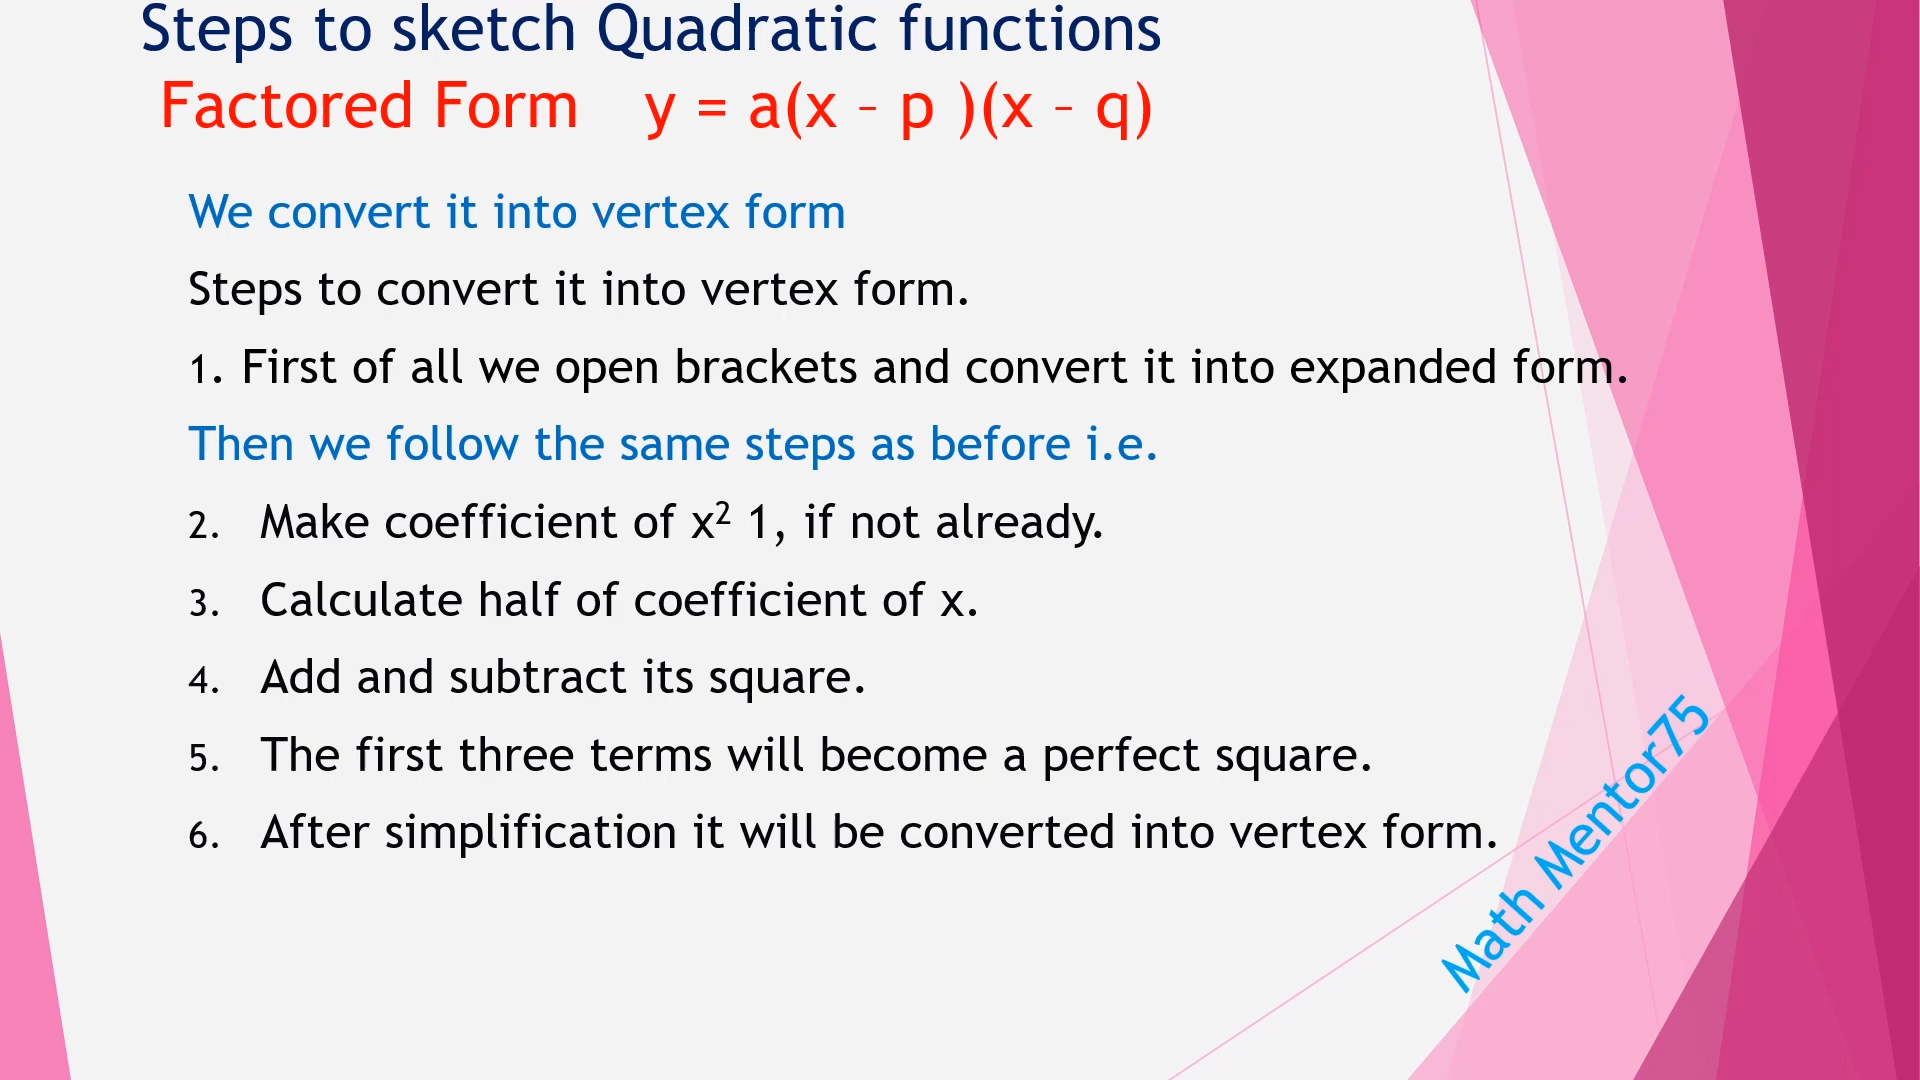 Steps to sketch Quadratic functions
Factored Form y = a(x – p )(x – q)
We convert it into vertex form
Steps to convert it into vertex form.
1. First of all we open brackets and convert it into expanded form.
Then we follow the same steps as before i.e.
2. Make coefficient of x² 1, if not already.
3. Calculate half of coefficient of x.
4. Add and subtract its square.
5. The first three terms will become a perfect square.
6. After simplification it will be converted into vertex form.
Math Mentor75